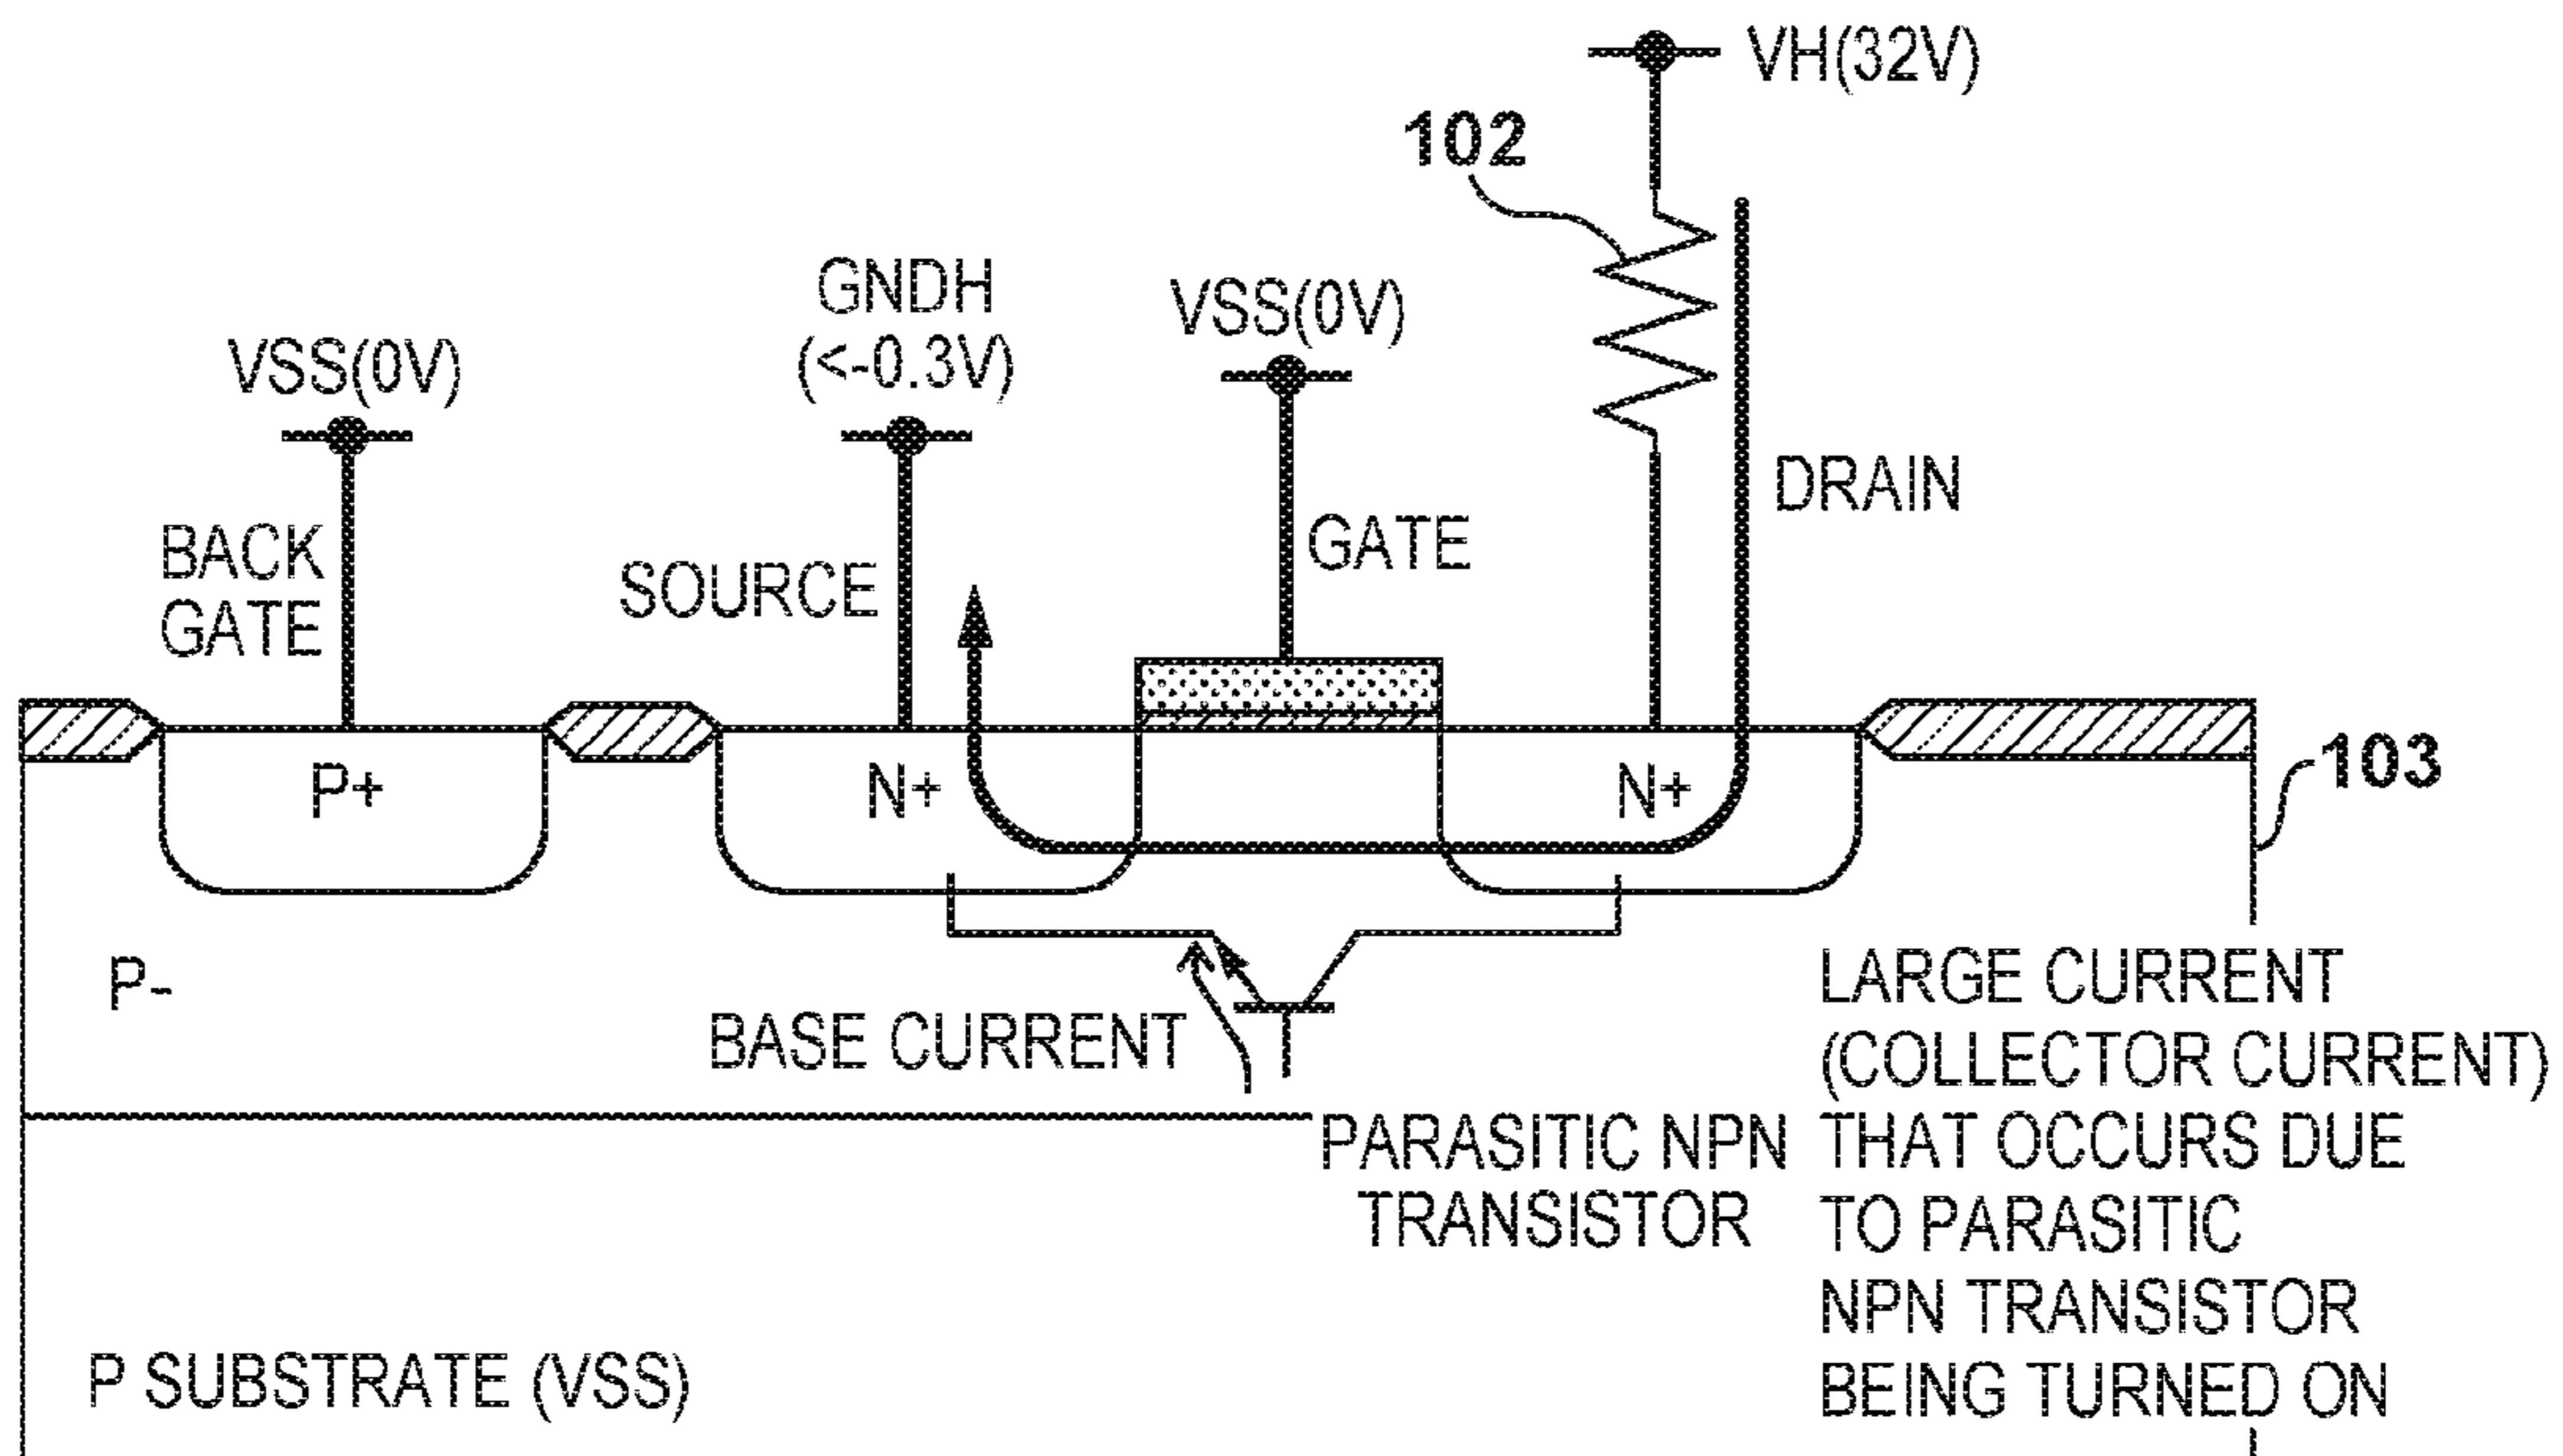 VH(32V)
102
GNDH
(<-0.3V)
VSS(0V)
VSS(0V)
DRAIN
BACK
GATE
SOURCE
GATE
P+
N+
N+
103
P-
BASE CURRENT
PARASITIC NPN
TRANSISTOR
LARGE CURRENT
(COLLECTOR CURRENT)
THAT OCCURS DUE
TO PARASITIC
NPN TRANSISTOR
BEING TURNED ON
P SUBSTRATE (VSS)